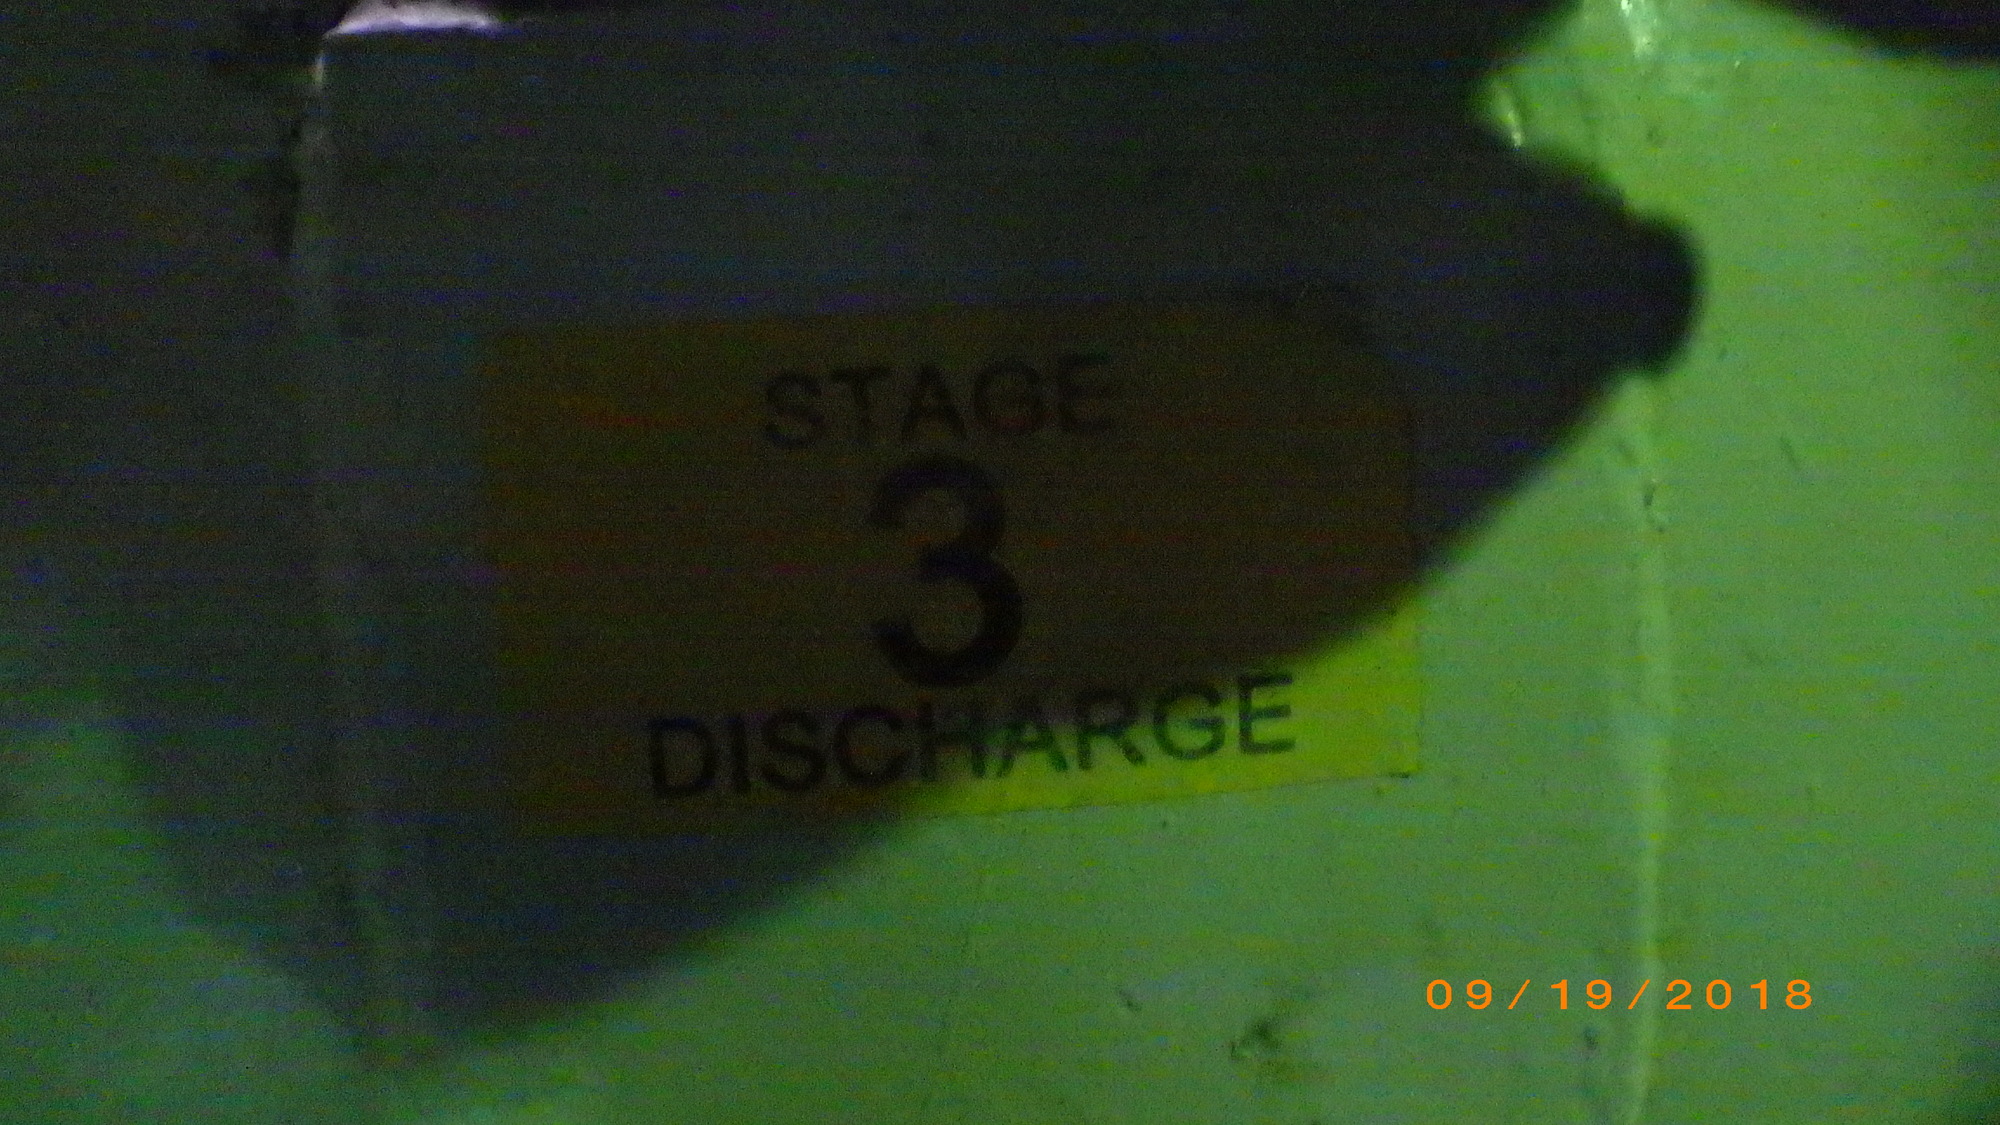 STAGE
3
DISCHARGE
09/19/2018